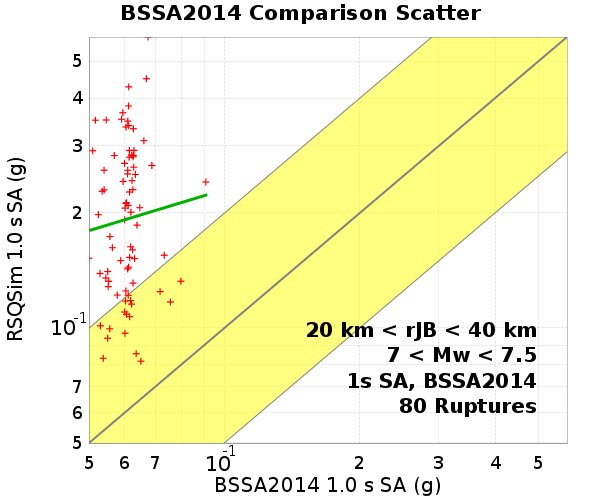 BSSA2014 Comparison Scatter
RSQSim 1.0 s SA (g)
5
4
3
2
10-1
7
6
5
20 km < rJB < 40 km
7 < Mw < 7.5
1s SA, BSSA2014
80 Ruptures
5 6 7 10-1 2 3 4 5
BSSA2014 1.0 s SA (g)